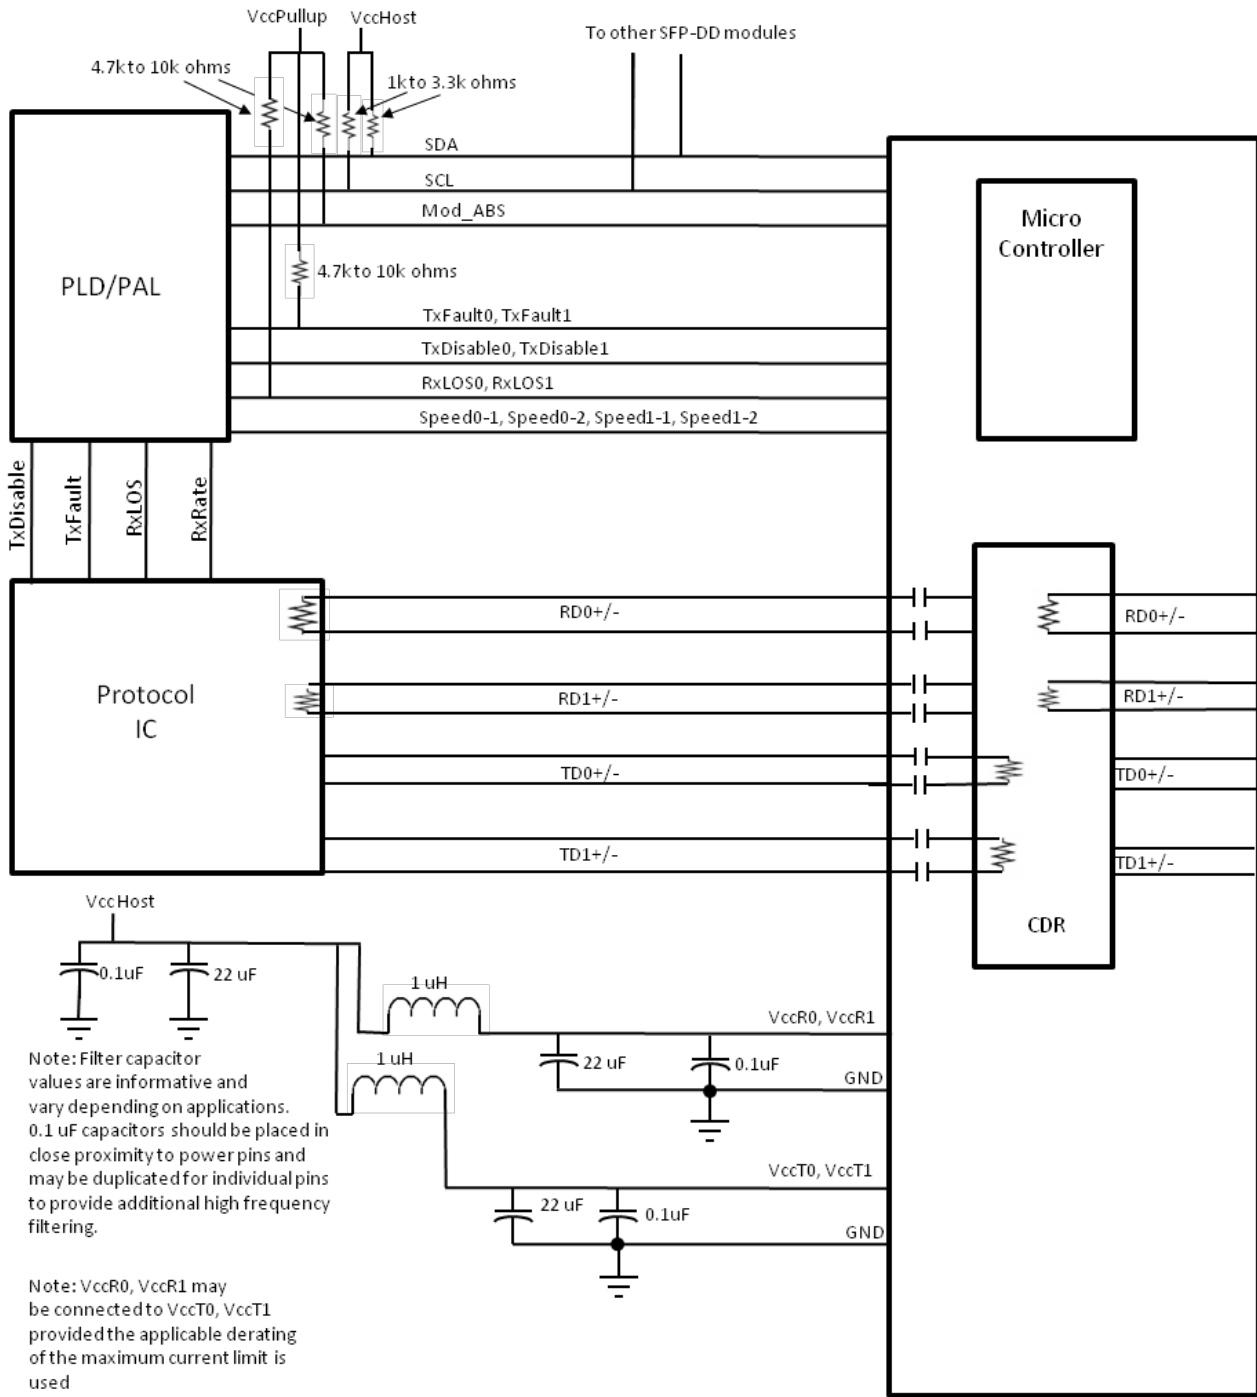 VccPullup
VccHost
To other SFP-DD modules
4.7k to 10k ohms
1k to 3.3k ohms
SDA
SCL
Mod_ABS
Micro
Controller
PLD/PAL
4.7k to 10k ohms
TxFault0, TxFault1
TxDisable0, TxDisable1
RxLOS0, RxLOS1
Speed0-1, Speed0-2, Speed1-1, Speed1-2
TxDisable
TxFault
RxLOS
RxRate
RD0+/-
RD0+/-
Protocol
IC
RD1+/-
RD1+/-
TD0+/-
TD0+/-
TD1+/-
TD1+/-
CDR
VccHost
0.1uF
22 uF
1 uH
VccR0, VccR1
22 uF
0.1uF
GND
1 uH
Note: Filter capacitor
values are informative and
vary depending on applications.
0.1 uF capacitors should be placed in
close proximity to power pins and
may be duplicated for individual pins
to provide additional high frequency
filtering.
VccT0, VccT1
22 uF
0.1uF
GND
Note: VccR0, VccR1 may
be connected to VccT0, VccT1
provided the applicable derating
of the maximum current limit is
used